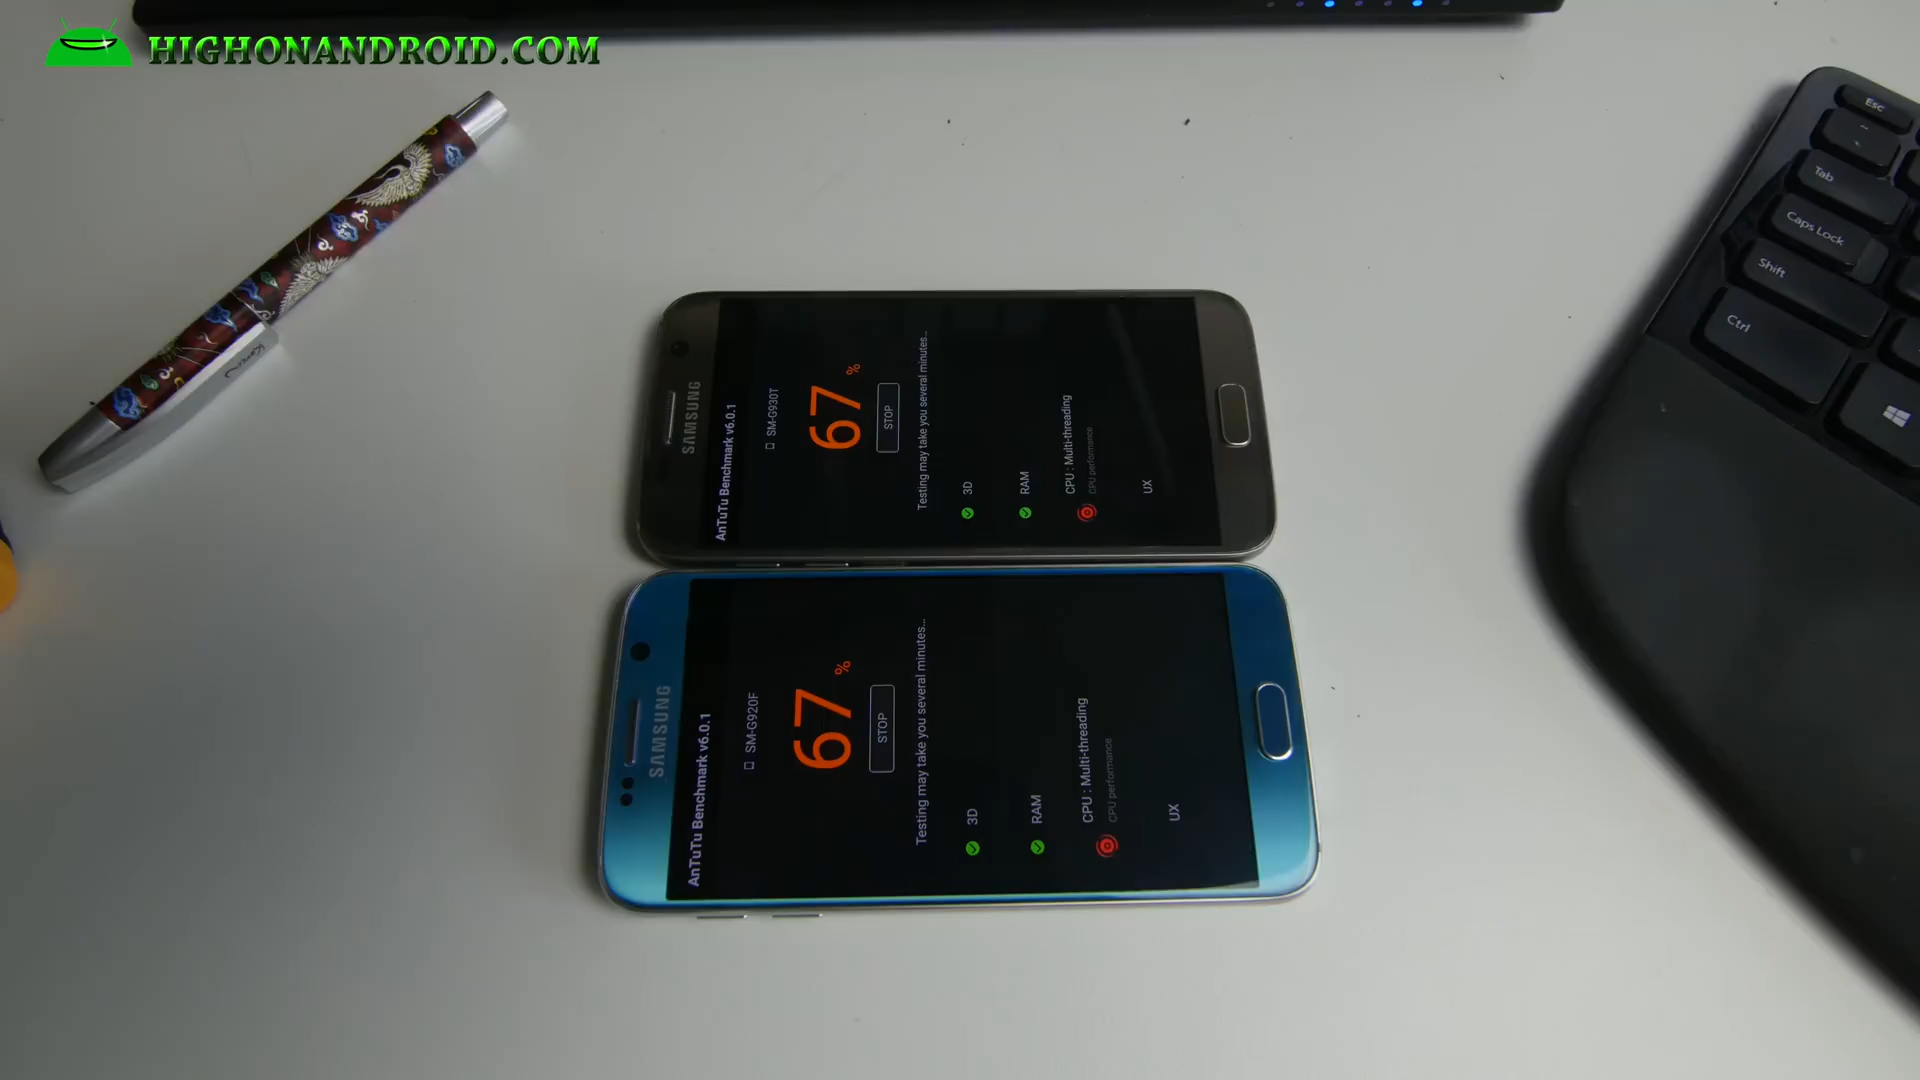 HIGHONANDROID.COM
SAMSUNG
AnTuTu Benchmark v6.0.1
SM-G930T
67 %
STOP
Testing may take you several minutes...
3D
RAM
CPU : Multi-threading
CPU performance
UX
SAMSUNG
AnTuTu Benchmark v6.0.1
SM-G920F
67 %
STOP
Testing may take you several minutes...
3D
RAM
CPU : Multi-threading
CPU performance
UX
Esc
~
Tab
Caps Lock
Shift
Ctrl